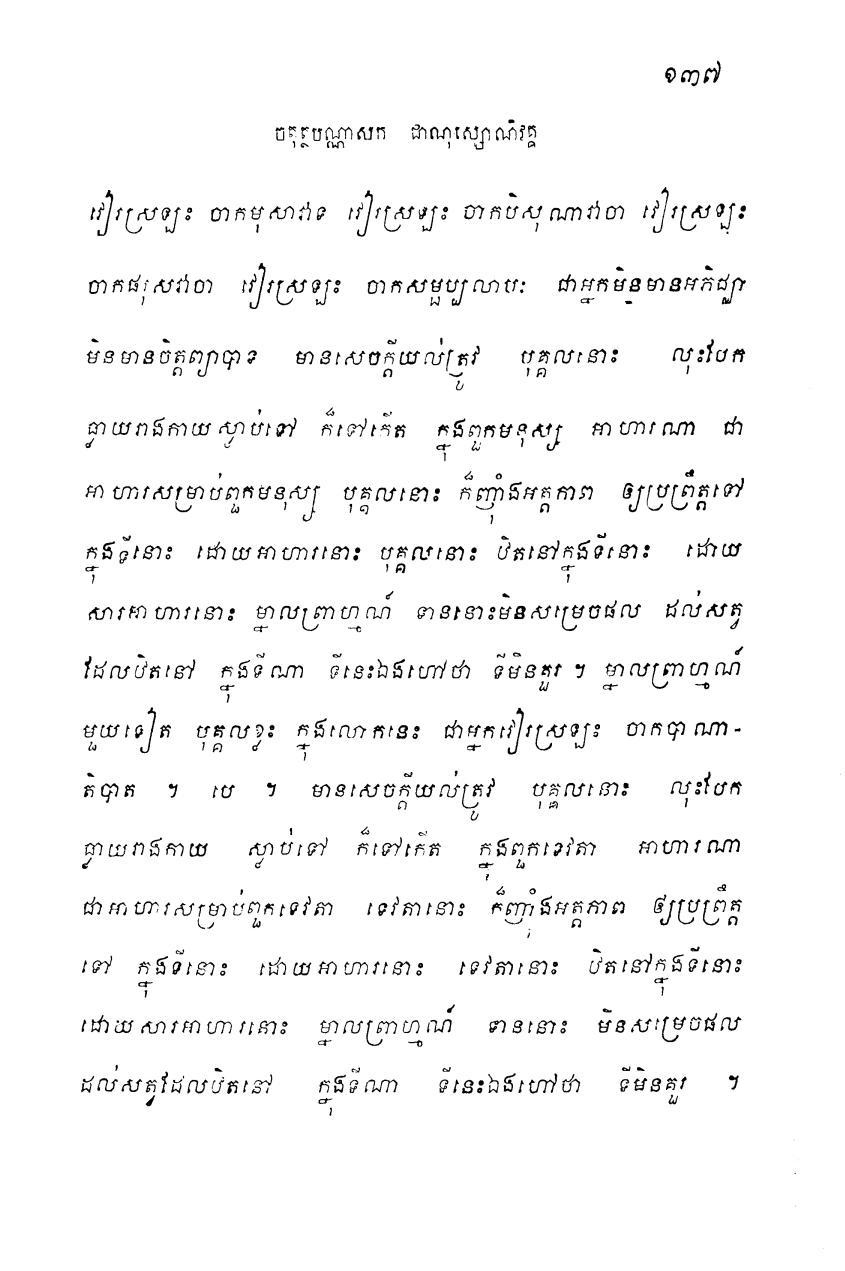 ១៣៧
ចតុត្ថបណ្ណាសក ជាណុស្សោណិវគ្គ
វៀរស្រឡះ ចាកមុសាវាទ វៀរស្រឡះ ចាកបិសុណាវាចា វៀរស្រឡះ
ចាកផរុសវាចា វៀរស្រឡះ ចាកសម្ផប្បលាបៈ ជាអ្នកមិនមានអភិជ្ឈា
មិនមានចិត្តព្យាបាទ មានសេចក្តីយល់ត្រូវ បុគ្គលនោះ លុះបែក
ធ្លាយរាងកាយស្លាប់ទៅ ក៏ទៅកើត ក្នុងពួកមនុស្ស អាហារណា ជា
អាហារសម្រាប់ពួកមនុស្ស បុគ្គលនោះ ក៏ញ៉ាំងអត្តភាព ឲ្យប្រព្រឹត្តទៅ
ក្នុងទីនោះ ដោយអាហារនោះ បុគ្គលនោះ ឋិតនៅក្នុងទីនោះ ដោយ
សារអាហារនោះ ម្នាលព្រាហ្មណ៍ ទាននោះមិនសម្រេចផល ដល់សត្វ
ដែលឋិតនៅ ក្នុងទីណា ទីនេះឯងហៅថា ទីមិនគួរ ។ ម្នាលព្រាហ្មណ៍
មួយទៀត បុគ្គលខ្លះ ក្នុងលោកនេះ ជាអ្នកវៀរស្រឡះ ចាកបាណា-
តិបាត ។ បេ ។ មានសេចក្តីយល់ត្រូវ បុគ្គលនោះ លុះបែក
ធ្លាយរាងកាយ ស្លាប់ទៅ ក៏ទៅកើត ក្នុងពួកទេវតា អាហារណា
ជាអាហារសម្រាប់ពួកទេវតា ទេវតានោះ ក៏ញ៉ាំងអត្តភាព ឲ្យប្រព្រឹត្ត
ទៅ ក្នុងទីនោះ ដោយអាហារនោះ ទេវតានោះ ឋិតនៅក្នុងទីនោះ
ដោយសារអាហារនោះ ម្នាលព្រាហ្មណ៍ ទាននោះ មិនសម្រេចផល
ដល់សត្វដែលឋិតនៅ ក្នុងទីណា ទីនេះឯងហៅថា ទីមិនគួរ ។